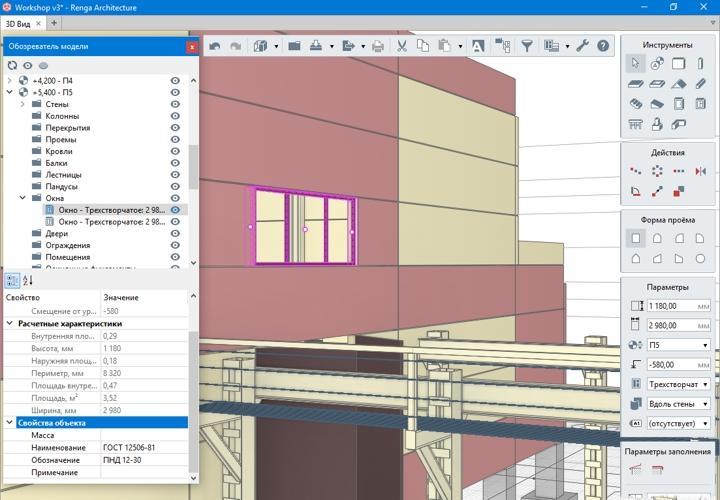 Workshop v3* - Renga Architecture
3D Вид
Обозреватель модели
+4,200 - П4
+5,400 - П5
Стены
Колонны
Перекрытия
Проемы
Кровли
Балки
Лестницы
Пандусы
Окна
Окно - Трехстворчатое: 2 98...
Окно - Трехстворчатое: 2 98...
Двери
Ограждения
Помещения
Свойство Значение
Смещение от ур... -580
Расчетные характеристики
Внутренняя пло... 0,29
Высота, мм 1 180
Наружняя площ... 0,18
Периметр, мм 8 320
Площадь внутре... 0,47
Площадь, м² 3,52
Ширина, мм 2 980
Свойства объекта
Масса
Наименование ГОСТ 12506-81
Обозначение ПНД 12-30
Примечание
Инструменты
Действия
Форма проёма
Параметры
1 180,00 мм
2 980,00 мм
П5
-580,00 мм
Трехстворчат
Вдоль стены
A1 (отсутствует)
Параметры заполнения